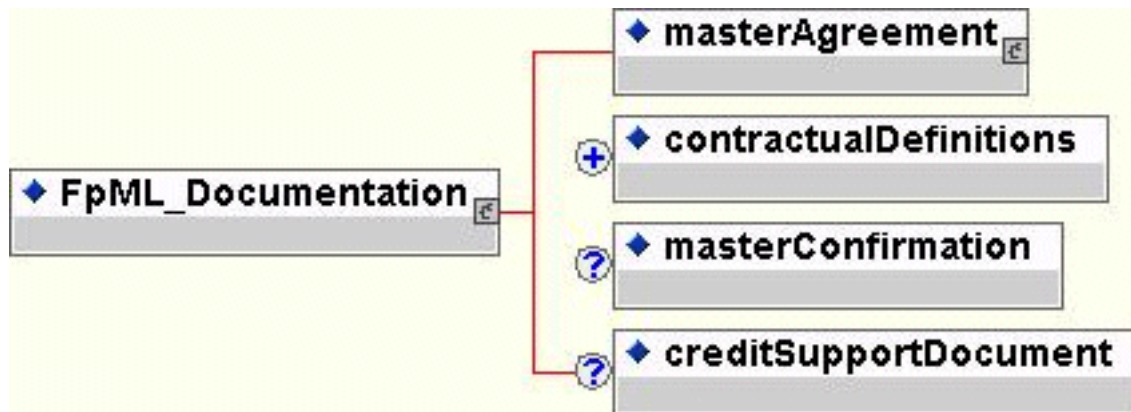 masterAgreement
+ contractualDefinitions
FpML_Documentation
? masterConfirmation
? creditSupportDocument